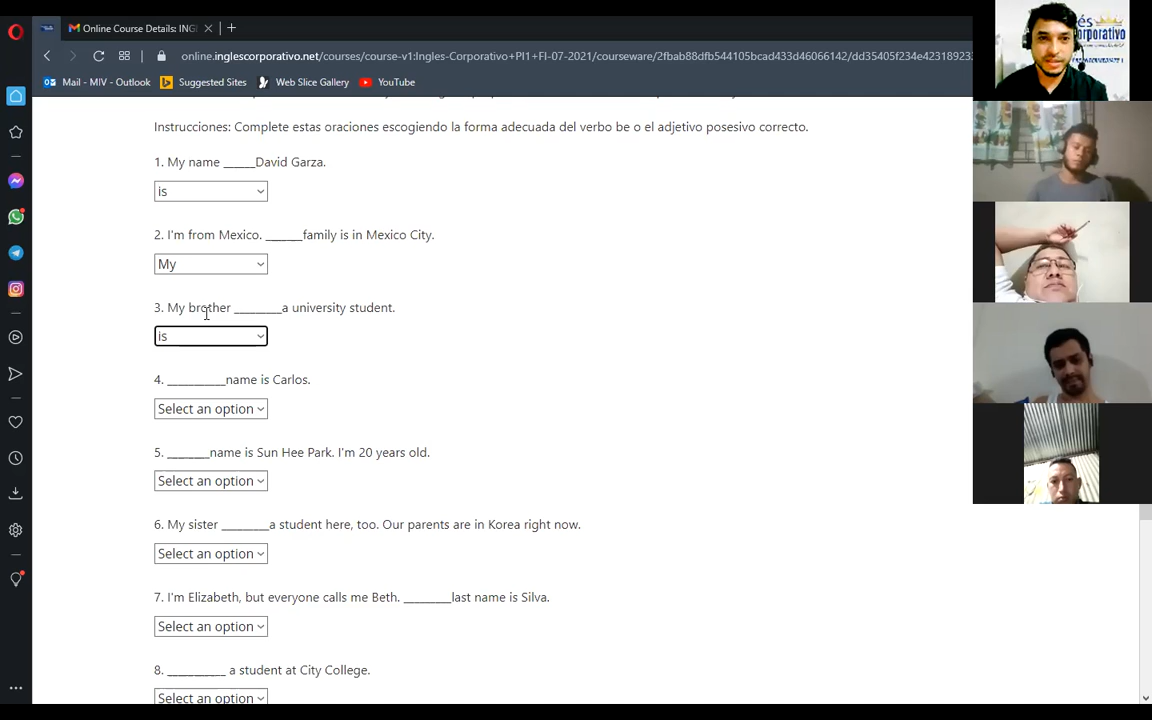 Online Course Details: ING
online.inglescorporativo.net/courses/course-v1:Ingles-Corporativo+PI1+FI-07-2021/courseware/2fbab88dfb544105bcad433d46066142/dd35405f234e42318923
Mail - MIV - Outlook
Suggested Sites
Web Slice Gallery
YouTube
Instrucciones: Complete estas oraciones escogiendo la forma adecuada del verbo be o el adjetivo posesivo correcto.
1. My name _____David Garza.
is
2. I'm from Mexico. ______family is in Mexico City.
My
3. My brother ________a university student.
is
4. __________name is Carlos.
Select an option
5. _______name is Sun Hee Park. I'm 20 years old.
Select an option
6. My sister ________a student here, too. Our parents are in Korea right now.
Select an option
7. I'm Elizabeth, but everyone calls me Beth. ________last name is Silva.
Select an option
8. __________ a student at City College.
Select an option